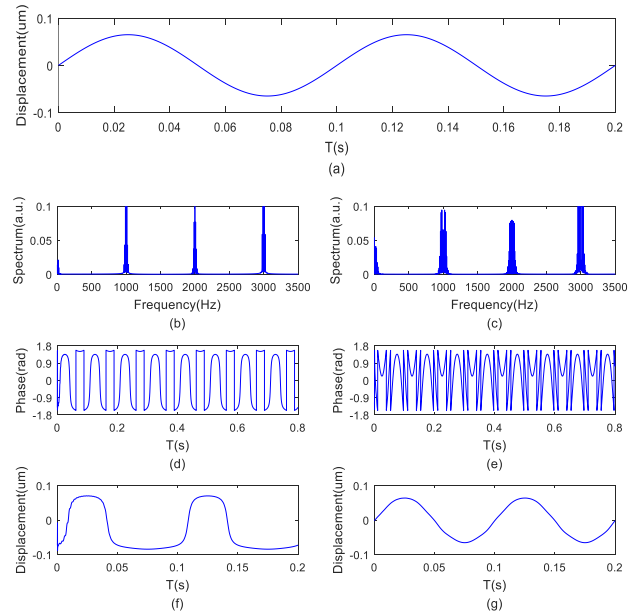 0.1
0
-0.1
Displacement(um)
0 0.02 0.04 0.06 0.08 0.1 0.12 0.14 0.16 0.18 0.2
T(s)
(a)
0.1
0.05
0
Spectrum(a.u.)
0 500 1000 1500 2000 2500 3000 3500
Frequency(Hz)
(b)
0.1
0.05
0
Spectrum(a.u.)
0 500 1000 1500 2000 2500 3000 3500
Frequency(Hz)
(c)
1.8
0.9
0
-0.9
-1.8
Phase(rad)
0 0.2 0.4 0.6 0.8
T(s)
(d)
1.8
0.9
0
-0.9
-1.8
Phase(rad)
0 0.2 0.4 0.6 0.8
T(s)
(e)
0.1
0
-0.1
Displacement(um)
0 0.05 0.1 0.15 0.2
T(s)
(f)
0.1
0
-0.1
Displacement(um)
0 0.05 0.1 0.15 0.2
T(s)
(g)